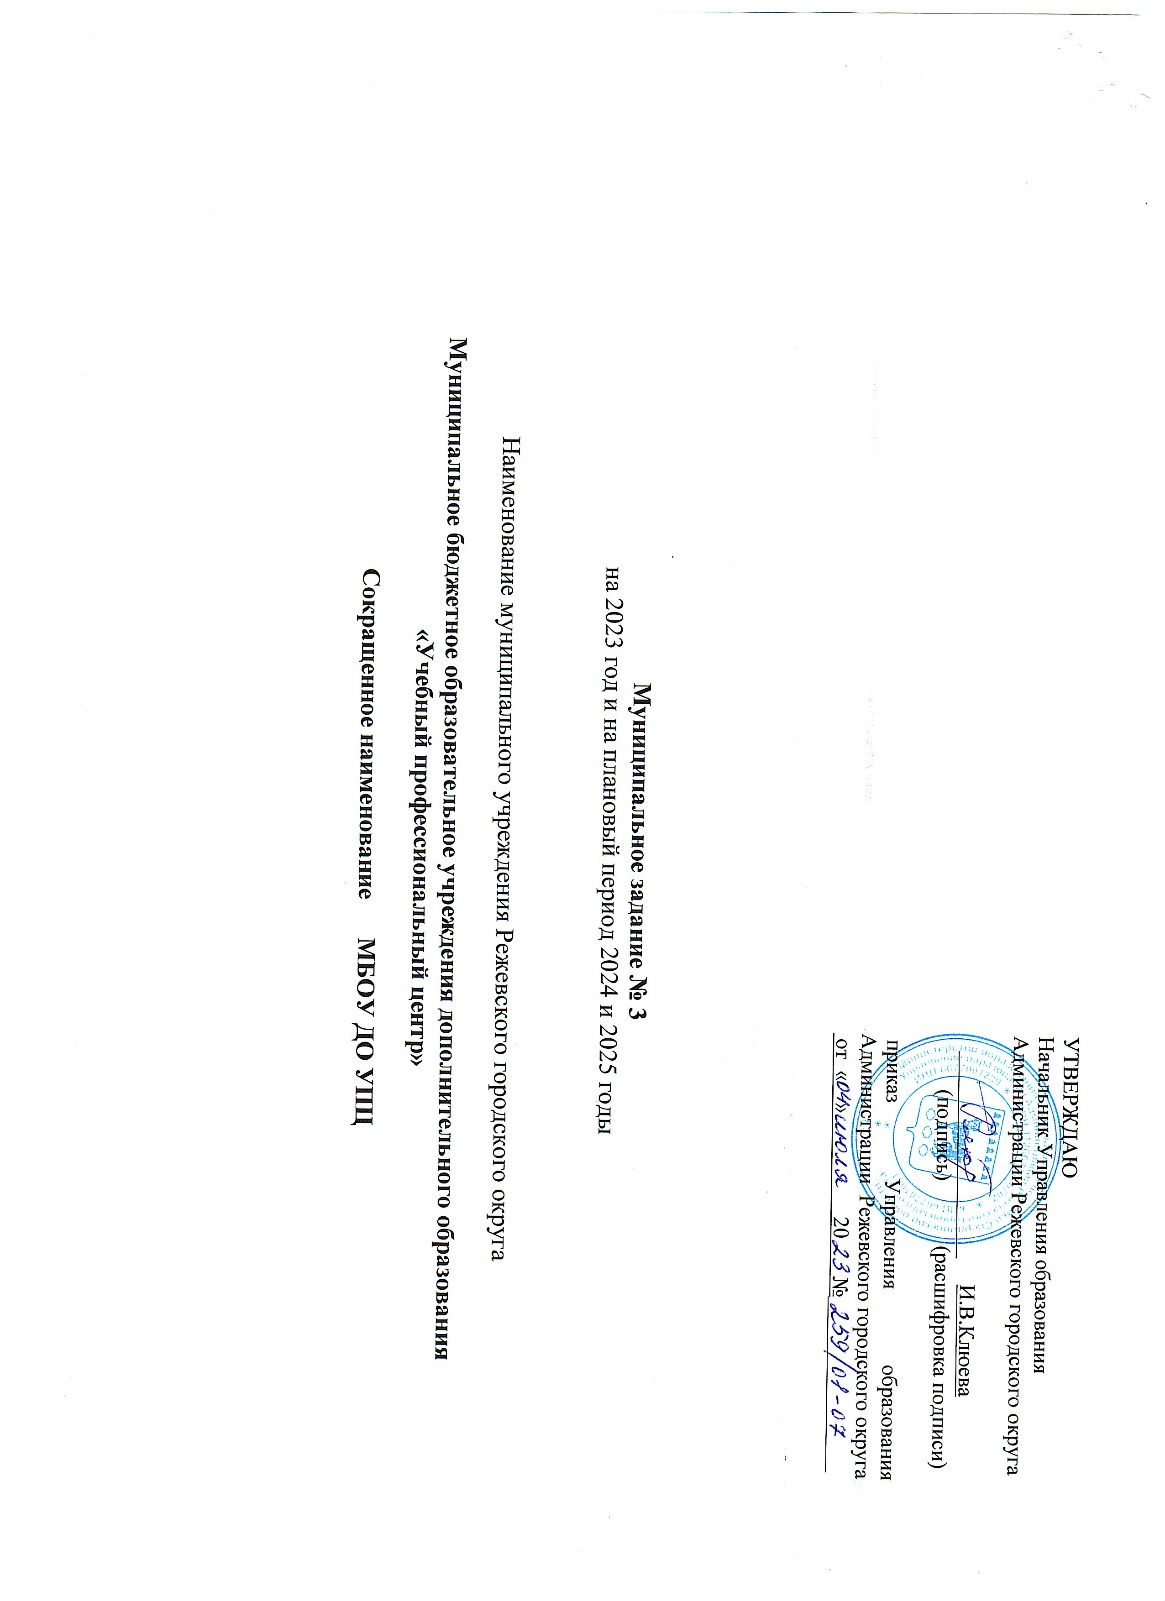 УТВЕРЖДАЮ
Начальник Управления образования
Администрации Режевского городского округа
И.В.Клюева
(подпись) (расшифровка подписи)
приказ Управления образования
Администрации Режевского городского округа
от «04» июля 2023 № 259/01-07
Муниципальное задание № 3
на 2023 год и на плановый период 2024 и 2025 годы
Наименование муниципального учреждения Режевского городского округа
Муниципальное бюджетное образовательное учреждения дополнительного образования
«Учебный профессиональный центр»
Сокращенное наименование МБОУ ДО УПЦ